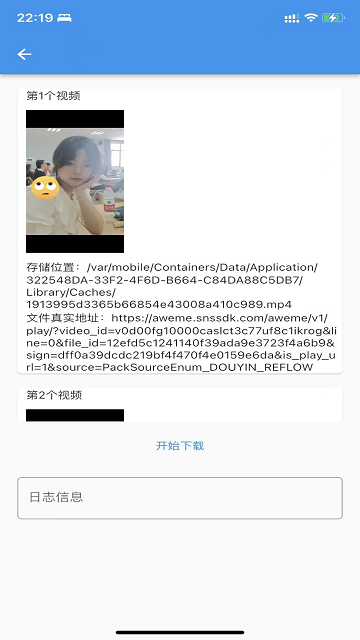 22:19
第1个视频
存储位置：/var/mobile/Containers/Data/Application/
322548DA-33F2-4F6D-B664-C84DA88C5DB7/
Library/Caches/
1913995d3365b66854e43008a410c989.mp4
文件真实地址：https://aweme.snssdk.com/aweme/v1/
play/?video_id=v0d00fg10000caslct3c77uf8c1ikrog&l
ine=0&file_id=12efd5c1241140f39ada9e3723f4a6b9&
sign=dff0a39dcdc219bf4f470f4e0159e6da&is_play_u
rl=1&source=PackSourceEnum_DOUYIN_REFLOW
第2个视频
开始下载
日志信息